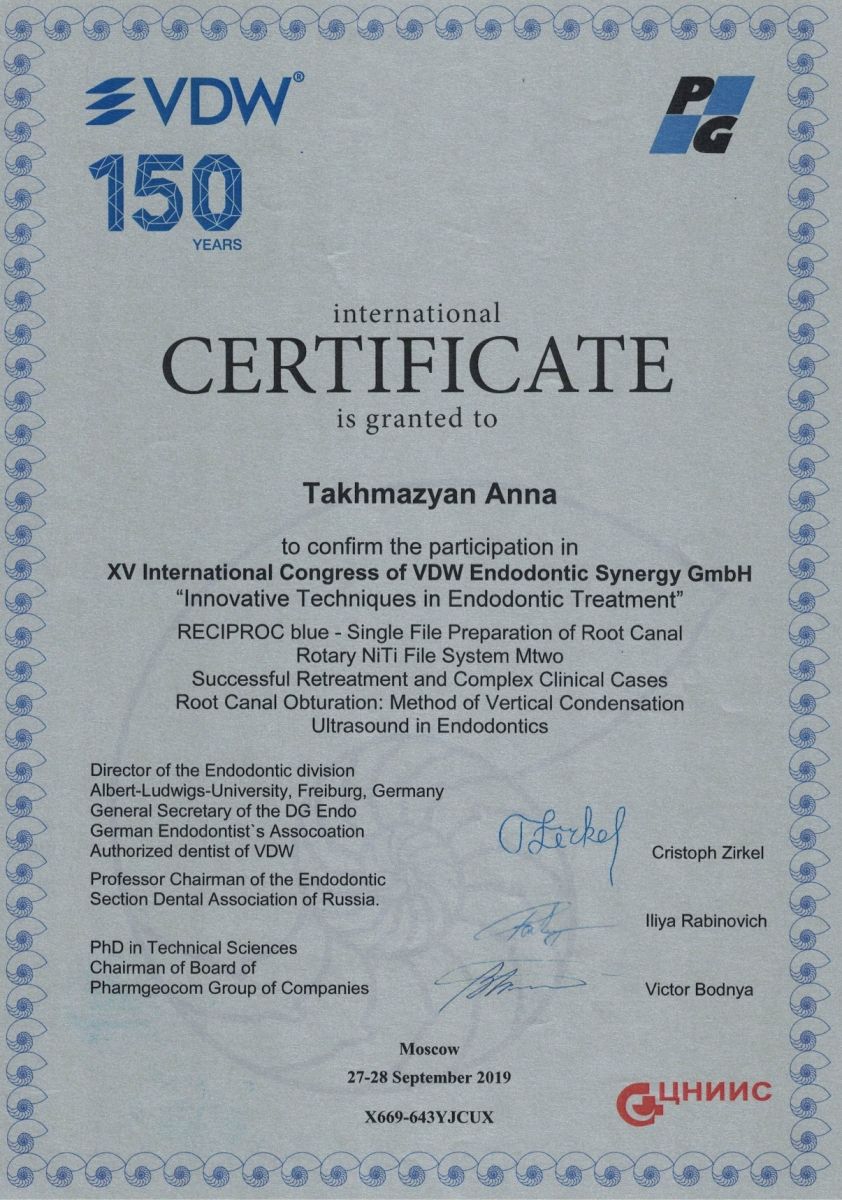 VDW®
PG
150
YEARS
international
CERTIFICATE
is granted to
Takhmazyan Anna
to confirm the participation in
XV International Congress of VDW Endodontic Synergy GmbH
“Innovative Techniques in Endodontic Treatment”
RECIPROC blue - Single File Preparation of Root Canal
Rotary NiTi File System Mtwo
Successful Retreatment and Complex Clinical Cases
Root Canal Obturation: Method of Vertical Condensation
Ultrasound in Endodontics
Director of the Endodontic division
Albert-Ludwigs-University, Freiburg, Germany
General Secretary of the DG Endo
German Endodontist`s Assocoation
Authorized dentist of VDW
Cristoph Zirkel
Professor Chairman of the Endodontic
Section Dental Association of Russia.
Iliya Rabinovich
PhD in Technical Sciences
Chairman of Board of
Pharmgeocom Group of Companies
Victor Bodnya
Moscow
27-28 September 2019
X669-643YJCUX
ЦНИИС